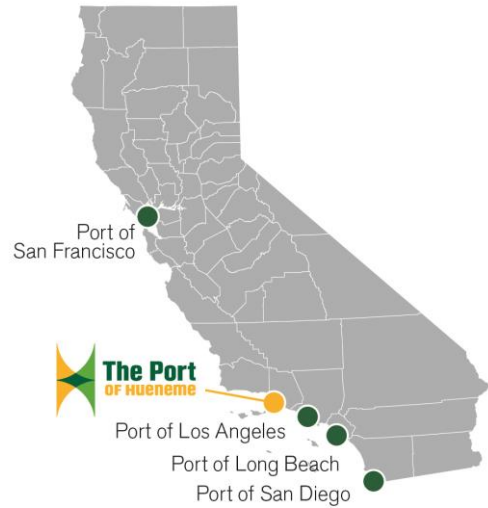 Port of
San Francisco
The Port
OF HUENEME
Port of Los Angeles
Port of Long Beach
Port of San Diego